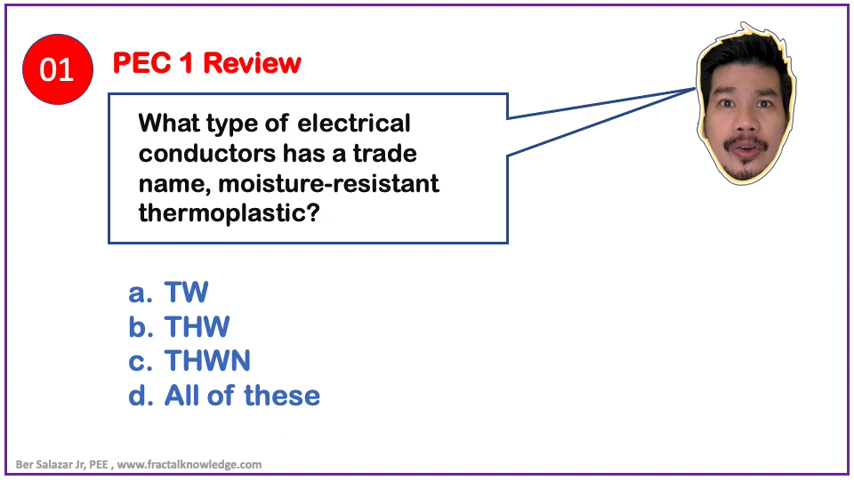 01
PEC 1 Review
What type of electrical
conductors has a trade
name, moisture-resistant
thermoplastic?
a. TW
b. THW
c. THWN
d. All of these
Ber Salazar Jr, PEE , www.fractalknowledge.com